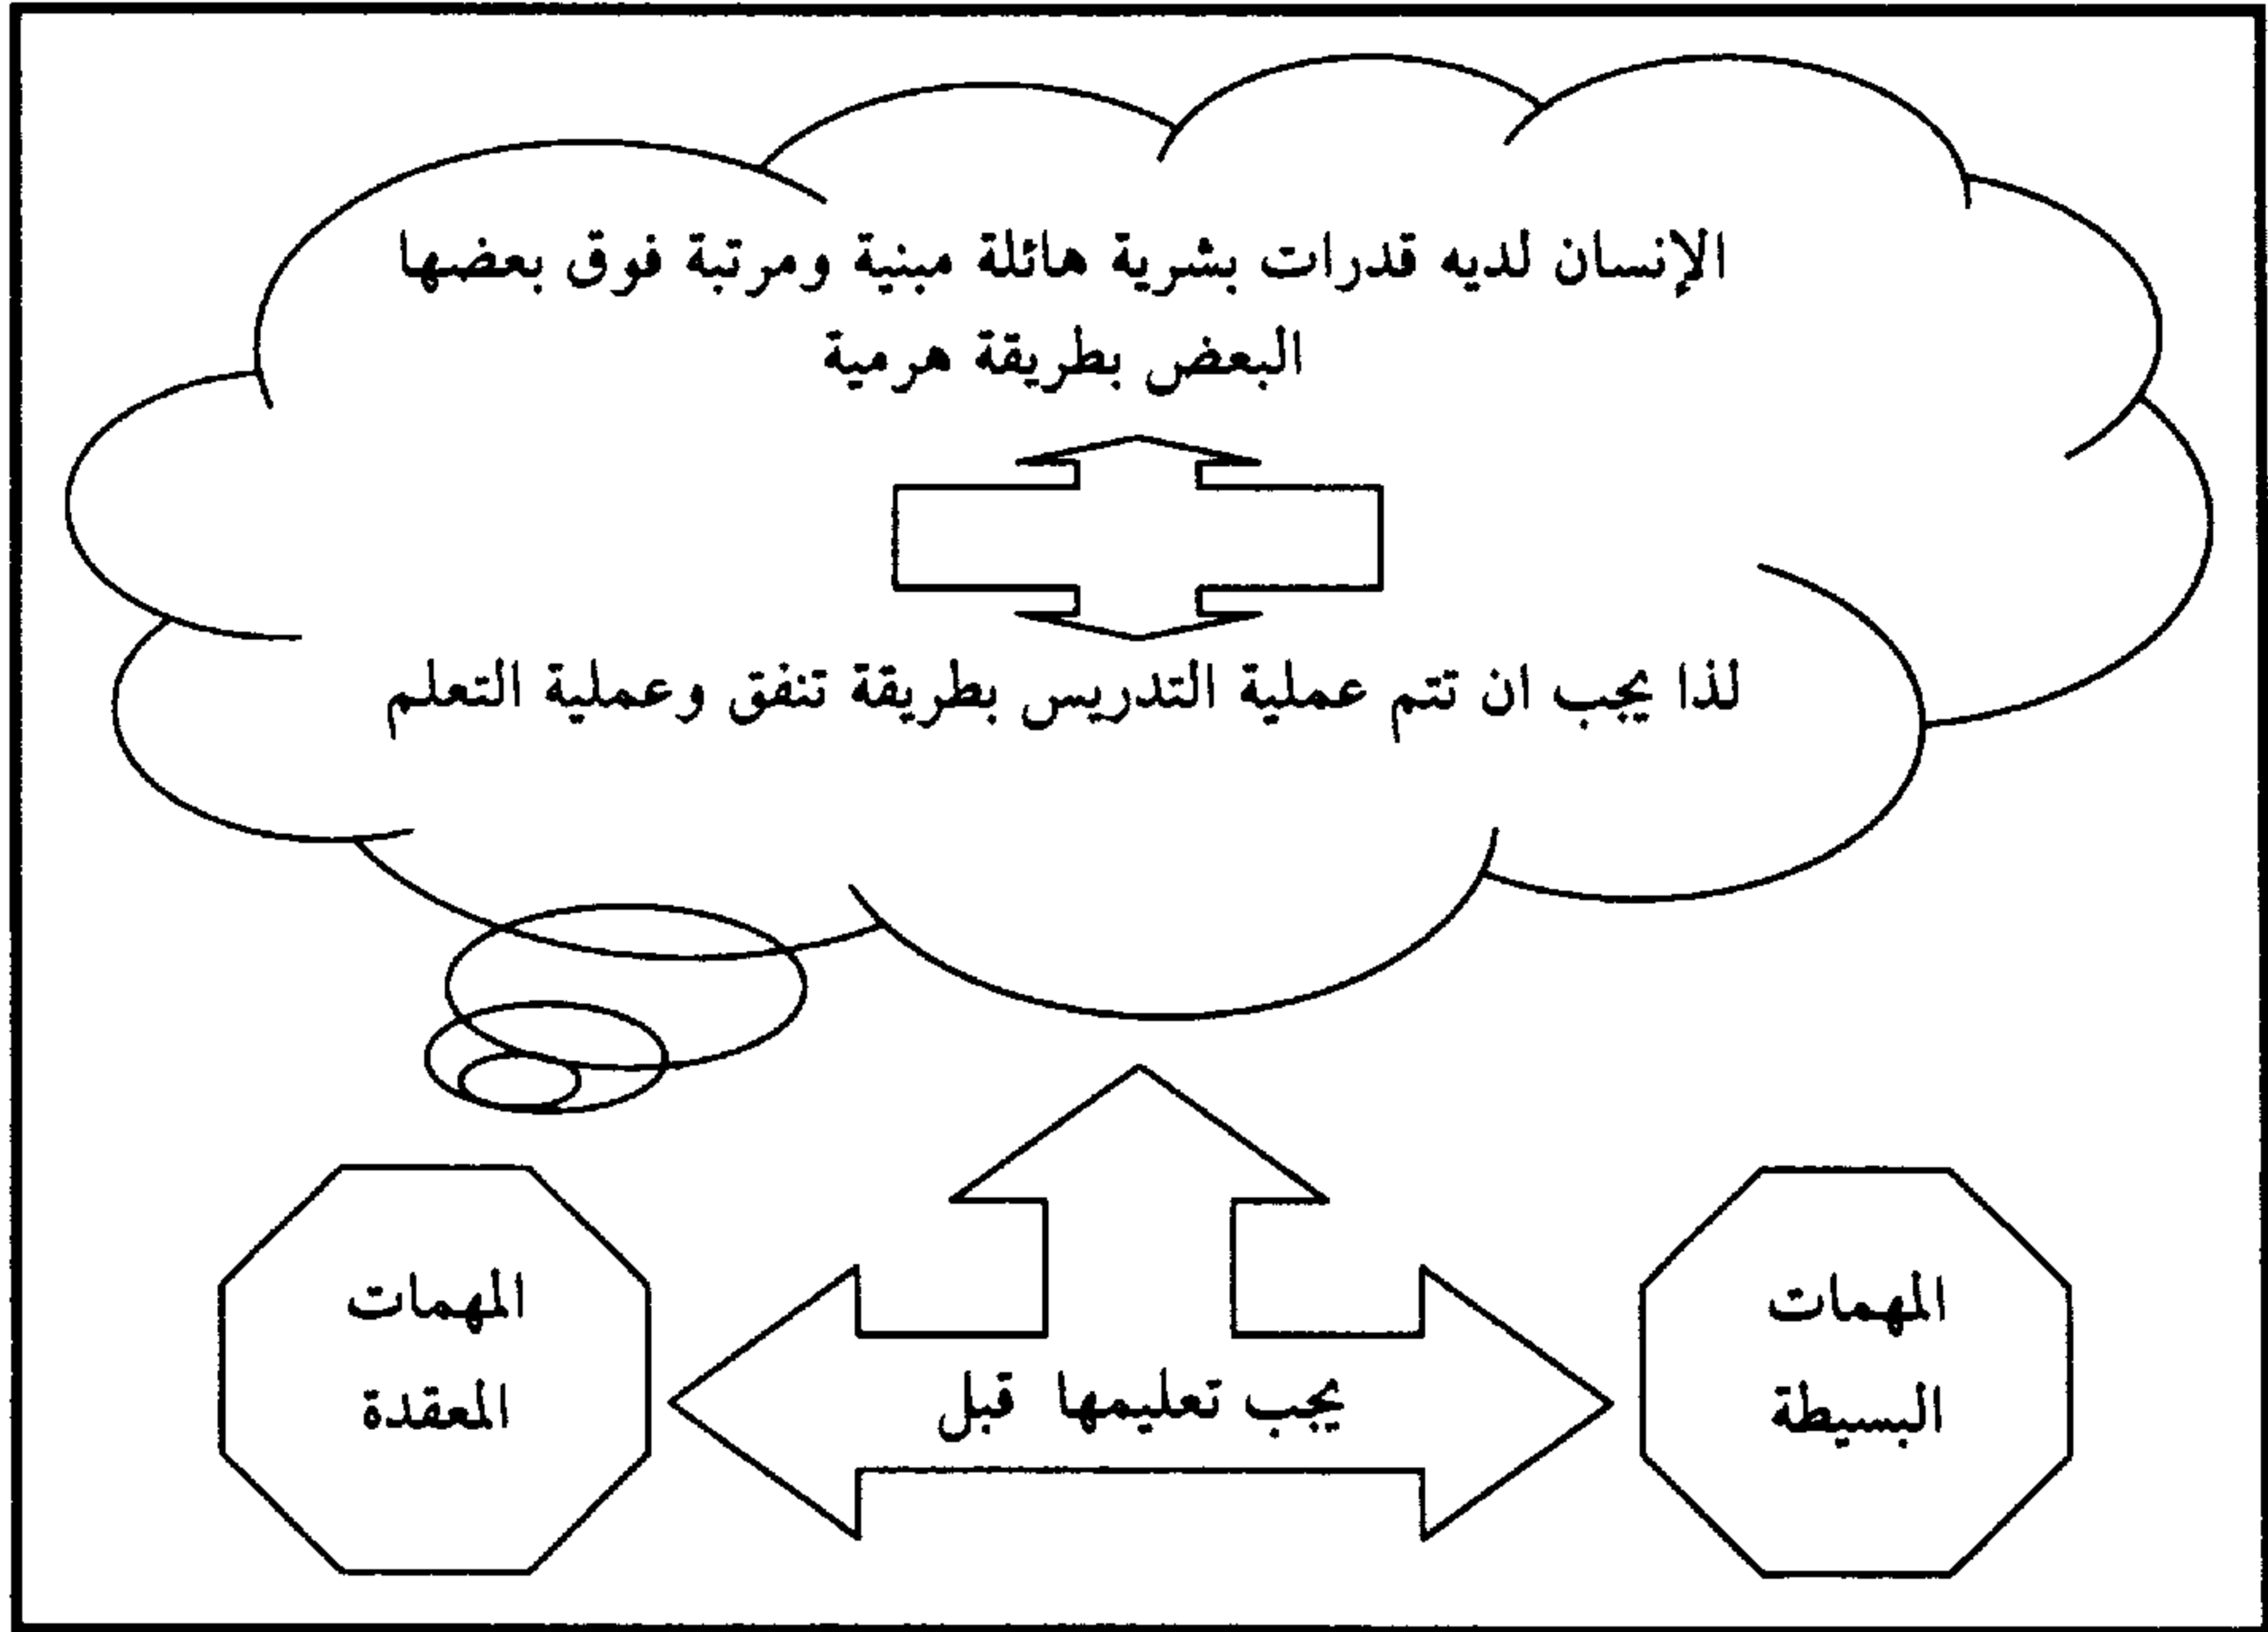 الإنسان لديه قدرات بشرية هائلة مبنية ومرتبة فوق بعضها
البعض بطريقة هرمية
لذا يجب ان تتم عملية التدريس بطريقة تنفق وعملية التعلم
المهمات
البسيطة
يجب تعليمها قبل
المهمات
المعقدة